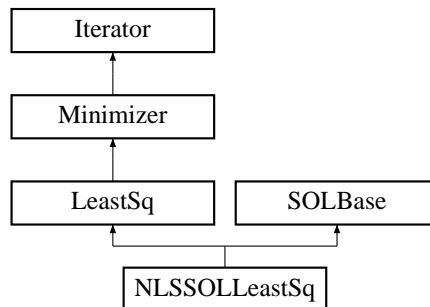 Iterator
Minimizer
LeastSq
SOLBase
NLSSOLLeastSq